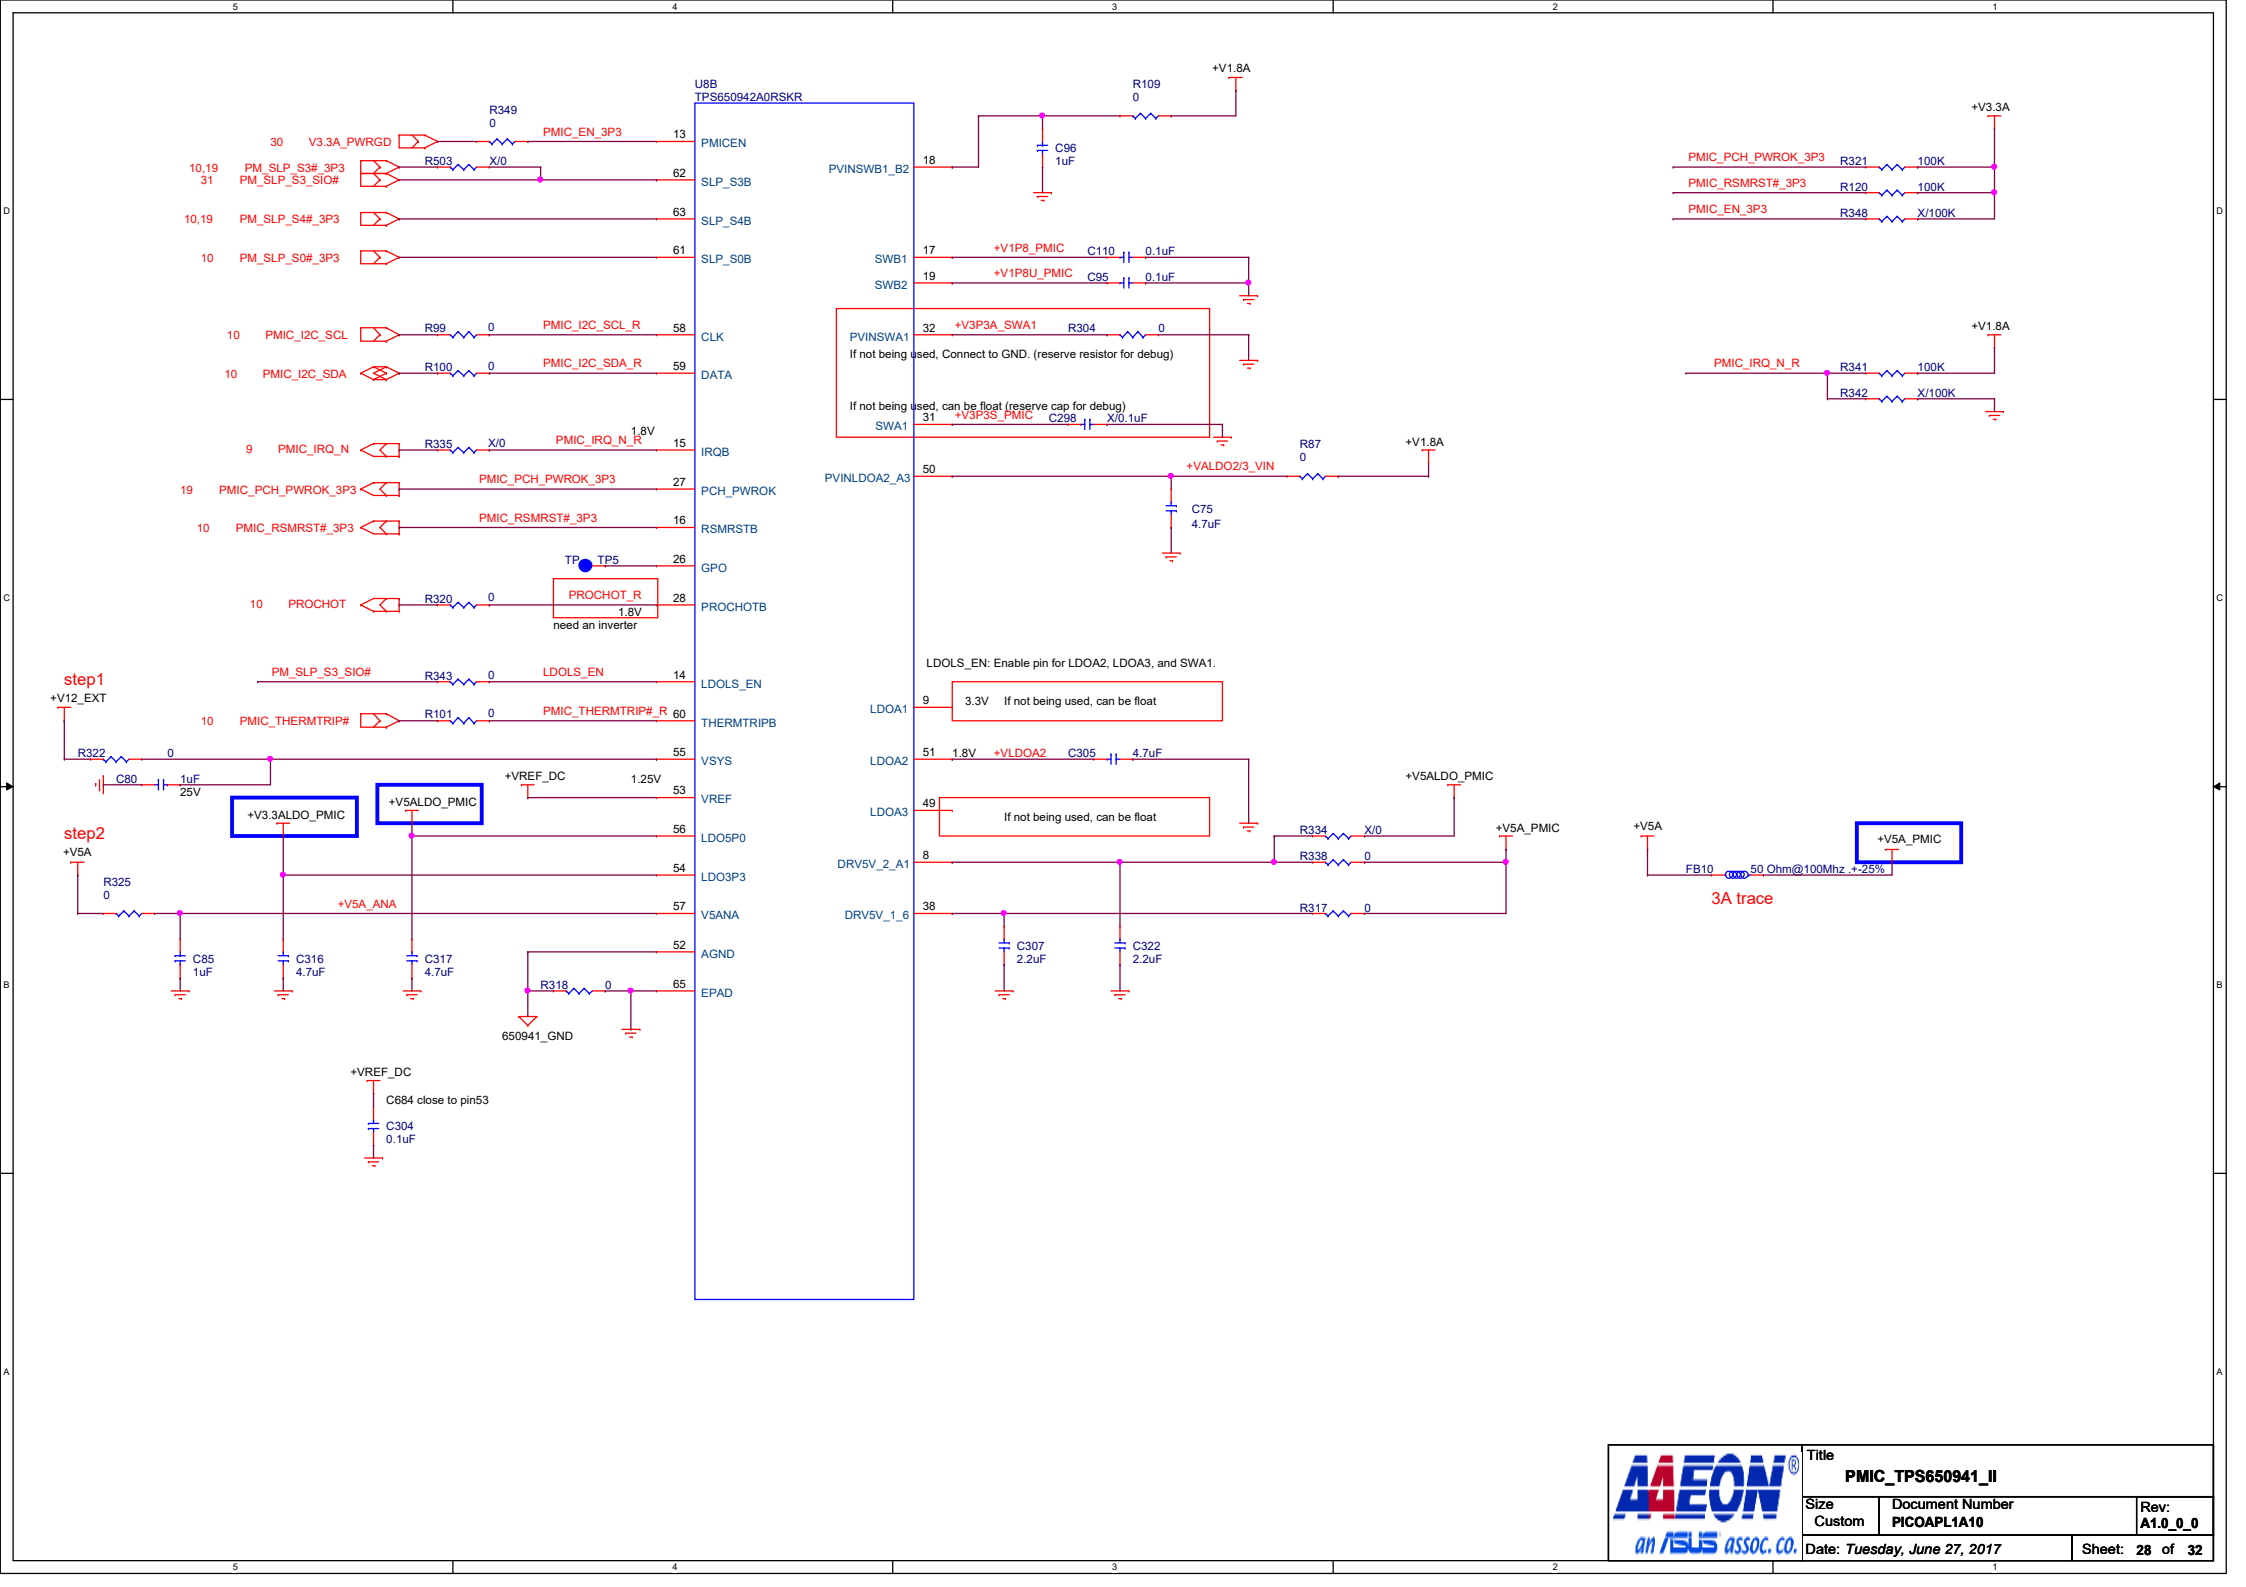 5 4 3 2 1
U8B
TPS650942A0RSKR
30 V3.3A_PWRGD R349 0 PMIC_EN_3P3 13 PMICEN
10,19 PM_SLP_S3#_3P3 R503 X/0
31 PM_SLP_S3_SIO# 62 SLP_S3B
10,19 PM_SLP_S4#_3P3 63 SLP_S4B
10 PM_SLP_S0#_3P3 61 SLP_S0B
10 PMIC_I2C_SCL R99 0 PMIC_I2C_SCL_R 58 CLK
10 PMIC_I2C_SDA R100 0 PMIC_I2C_SDA_R 59 DATA
1.8V
9 PMIC_IRQ_N R335 X/0 PMIC_IRQ_N_R 15 IRQB
19 PMIC_PCH_PWROK_3P3 PMIC_PCH_PWROK_3P3 27 PCH_PWROK
10 PMIC_RSMRST#_3P3 PMIC_RSMRST#_3P3 16 RSMRSTB
TP TP5 26 GPO
10 PROCHOT R320 0 PROCHOT_R 28 PROCHOTB
1.8V
need an inverter
PM_SLP_S3_SIO# R343 0 LDOLS_EN 14 LDOLS_EN
10 PMIC_THERMTRIP# R101 0 PMIC_THERMTRIP#_R 60 THERMTRIPB
step1
+V12_EXT
R322 0 55 VSYS
C80 1uF
25V
+VREF_DC 1.25V 53 VREF
+V5ALDO_PMIC 56 LDO5P0
+V3.3ALDO_PMIC 54 LDO3P3
step2
+V5A
R325
0
+V5A_ANA 57 V5ANA
C85
1uF
C316
4.7uF
C317
4.7uF
52 AGND
R318 0 65 EPAD
650941_GND
+VREF_DC
C684 close to pin53
C304
0.1uF
+V1.8A
R109
0
C96
1uF
PVINSWB1_B2 18
SWB1 17 +V1P8_PMIC C110 0.1uF
SWB2 19 +V1P8U_PMIC C95 0.1uF
PVINSWA1 32 +V3P3A_SWA1 R304 0
If not being used, Connect to GND. (reserve resistor for debug)
If not being used, can be float (reserve cap for debug)
SWA1 31 +V3P3S_PMIC C298 X/0.1uF
PVINLDOA2_A3 50 +VALDO2/3_VIN R87 0 +V1.8A
C75
4.7uF
LDOLS_EN: Enable pin for LDOA2, LDOA3, and SWA1.
LDOA1 9 3.3V If not being used, can be float
LDOA2 51 1.8V +VLDOA2 C305 4.7uF
LDOA3 49 If not being used, can be float
+V5ALDO_PMIC
R334 X/0 +V5A_PMIC
DRV5V_2_A1 8 R338 0
DRV5V_1_6 38 R317 0
C307
2.2uF
C322
2.2uF
+V3.3A
PMIC_PCH_PWROK_3P3 R321 100K
PMIC_RSMRST#_3P3 R120 100K
PMIC_EN_3P3 R348 X/100K
+V1.8A
PMIC_IRQ_N_R R341 100K
R342 X/100K
+V5A +V5A_PMIC
FB10 50 Ohm@100Mhz .+-25%
3A trace
D D
C C
B B
A A
AAEON®
an ASUS assoc. co.
Title
PMIC_TPS650941_II
Size Document Number Rev:
Custom PICOAPL1A10 A1.0_0_0
Date: Tuesday, June 27, 2017 Sheet: 28 of 32
5 4 3 2 1